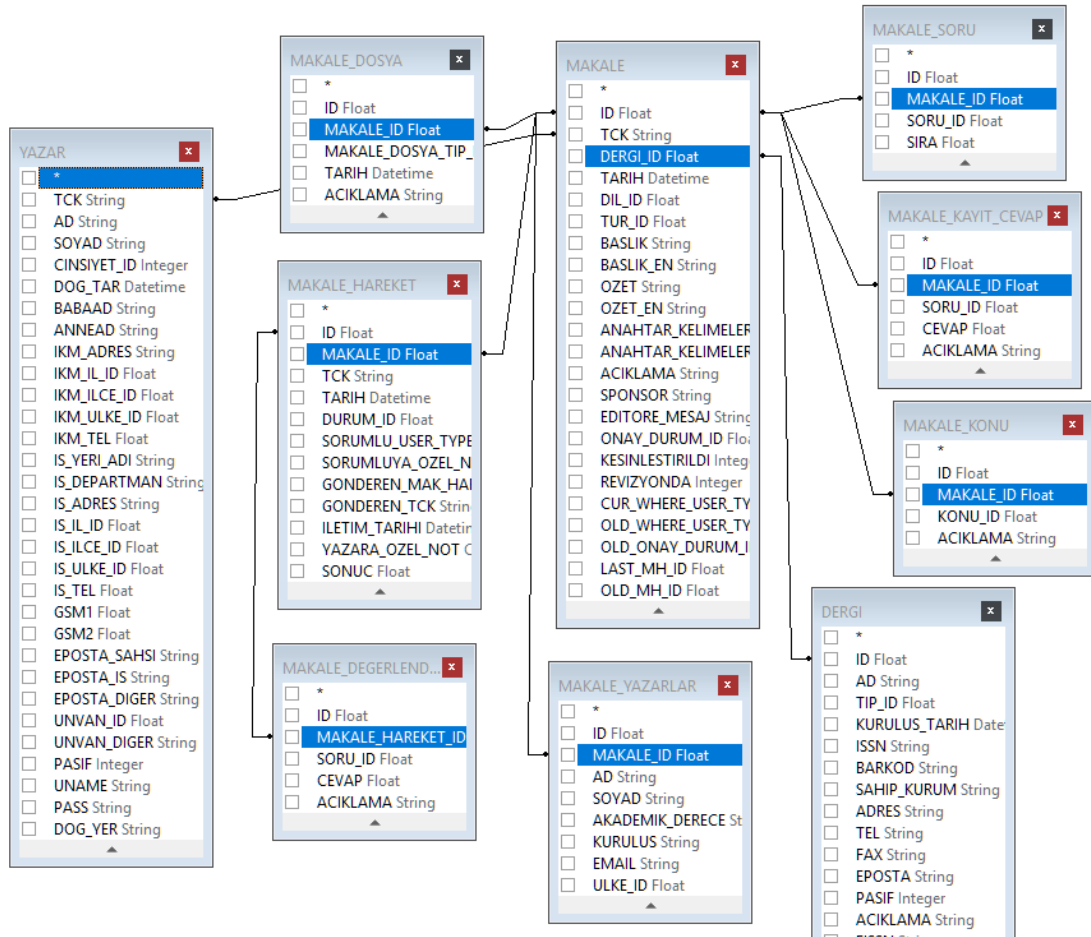 YAZAR
*
TCK String
AD String
SOYAD String
CINSIYET_ID Integer
DOG_TAR Datetime
BABAAD String
ANNEAD String
IKM_ADRES String
IKM_IL_ID Float
IKM_ILCE_ID Float
IKM_ULKE_ID Float
IKM_TEL Float
IS_YERI_ADI String
IS_DEPARTMAN String
IS_ADRES String
IS_IL_ID Float
IS_ILCE_ID Float
IS_ULKE_ID Float
IS_TEL Float
GSM1 Float
GSM2 Float
EPOSTA_SAHSI String
EPOSTA_IS String
EPOSTA_DIGER String
UNVAN_ID Float
UNVAN_DIGER String
PASIF Integer
UNAME String
PASS String
DOG_YER String
MAKALE_DOSYA
*
ID Float
MAKALE_ID Float
MAKALE_DOSYA_TIP_
TARIH Datetime
ACIKLAMA String
MAKALE_HAREKET
*
ID Float
MAKALE_ID Float
TCK String
TARIH Datetime
DURUM_ID Float
SORUMLU_USER_TYPE
SORUMLUYA_OZEL_N
GONDEREN_MAK_HAI
GONDEREN_TCK Strin
ILETIM_TARIHI Datetin
YAZARA_OZEL_NOT C
SONUC Float
MAKALE_DEGERLEND...
*
ID Float
MAKALE_HAREKET_ID
SORU_ID Float
CEVAP Float
ACIKLAMA String
MAKALE
*
ID Float
TCK String
DERGI_ID Float
TARIH Datetime
DIL_ID Float
TUR_ID Float
BASLIK String
BASLIK_EN String
OZET String
OZET_EN String
ANAHTAR_KELIMELER
ANAHTAR_KELIMELER
ACIKLAMA String
SPONSOR String
EDITORE_MESAJ String
ONAY_DURUM_ID Floa
KESINLESTIRILDI Integ
REVIZYONDA Integer
CUR_WHERE_USER_TY
OLD_WHERE_USER_TY
OLD_ONAY_DURUM_I
LAST_MH_ID Float
OLD_MH_ID Float
MAKALE_YAZARLAR
*
ID Float
MAKALE_ID Float
AD String
SOYAD String
AKADEMIK_DERECE St
KURULUS String
EMAIL String
ULKE_ID Float
MAKALE_SORU
*
ID Float
MAKALE_ID Float
SORU_ID Float
SIRA Float
MAKALE_KAYIT_CEVAP
*
ID Float
MAKALE_ID Float
SORU_ID Float
CEVAP Float
ACIKLAMA String
MAKALE_KONU
*
ID Float
MAKALE_ID Float
KONU_ID Float
ACIKLAMA String
DERGI
*
ID Float
AD String
TIP_ID Float
KURULUS_TARIH Date
ISSN String
BARKOD String
SAHIP_KURUM String
ADRES String
TEL String
FAX String
EPOSTA String
PASIF Integer
ACIKLAMA String